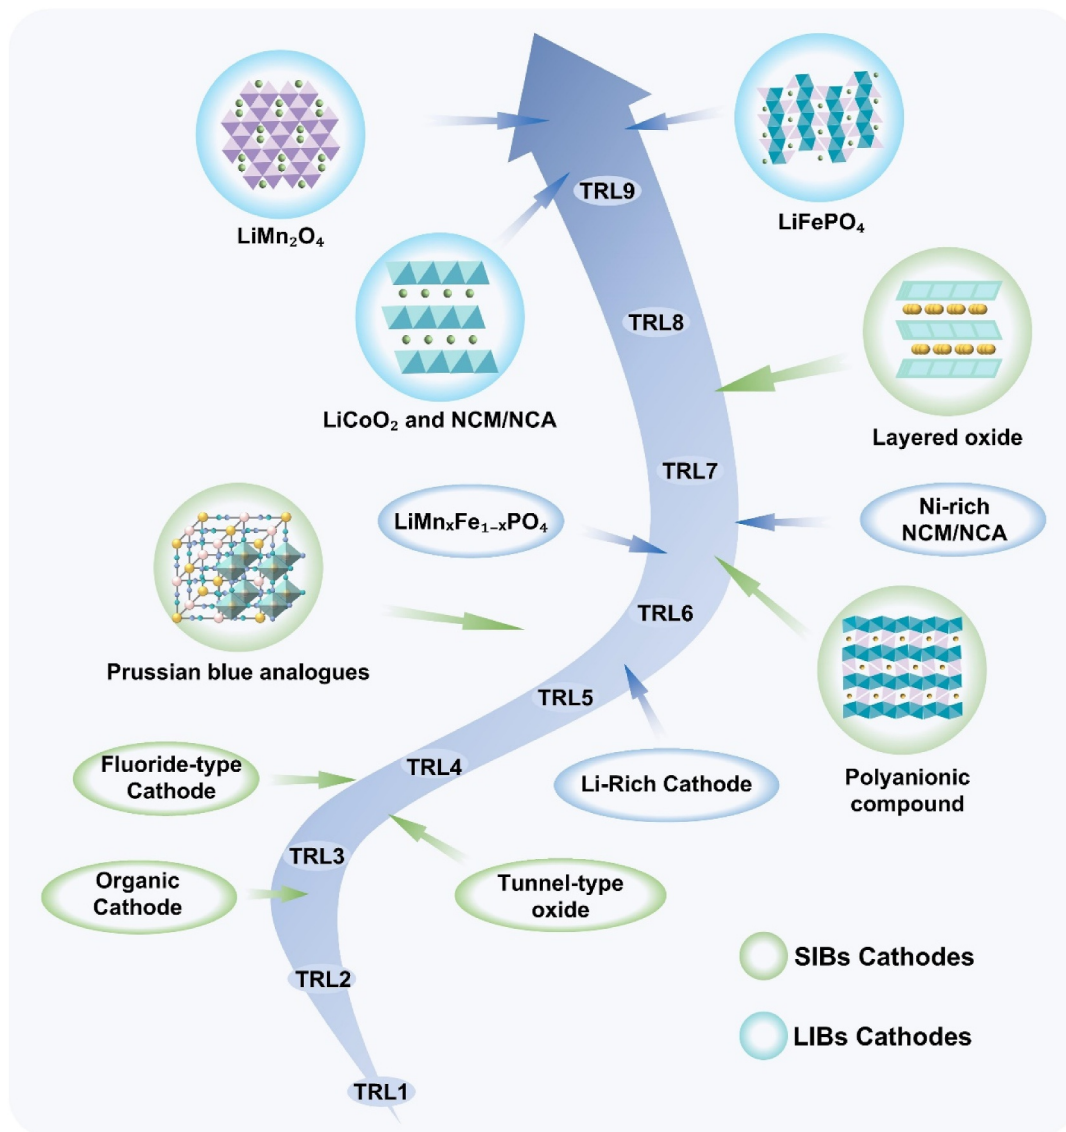 TRL9
LiMn₂O₄
LiFePO₄
TRL8
LiCoO₂ and NCM/NCA
Layered oxide
TRL7
LiMnₓFe₁₋ₓPO₄
Ni-rich
NCM/NCA
TRL6
Prussian blue analogues
TRL5
Fluoride-type
Cathode
TRL4
Li-Rich Cathode
Polyanionic
compound
TRL3
Organic
Cathode
Tunnel-type
oxide
TRL2
SIBs Cathodes
LIBs Cathodes
TRL1